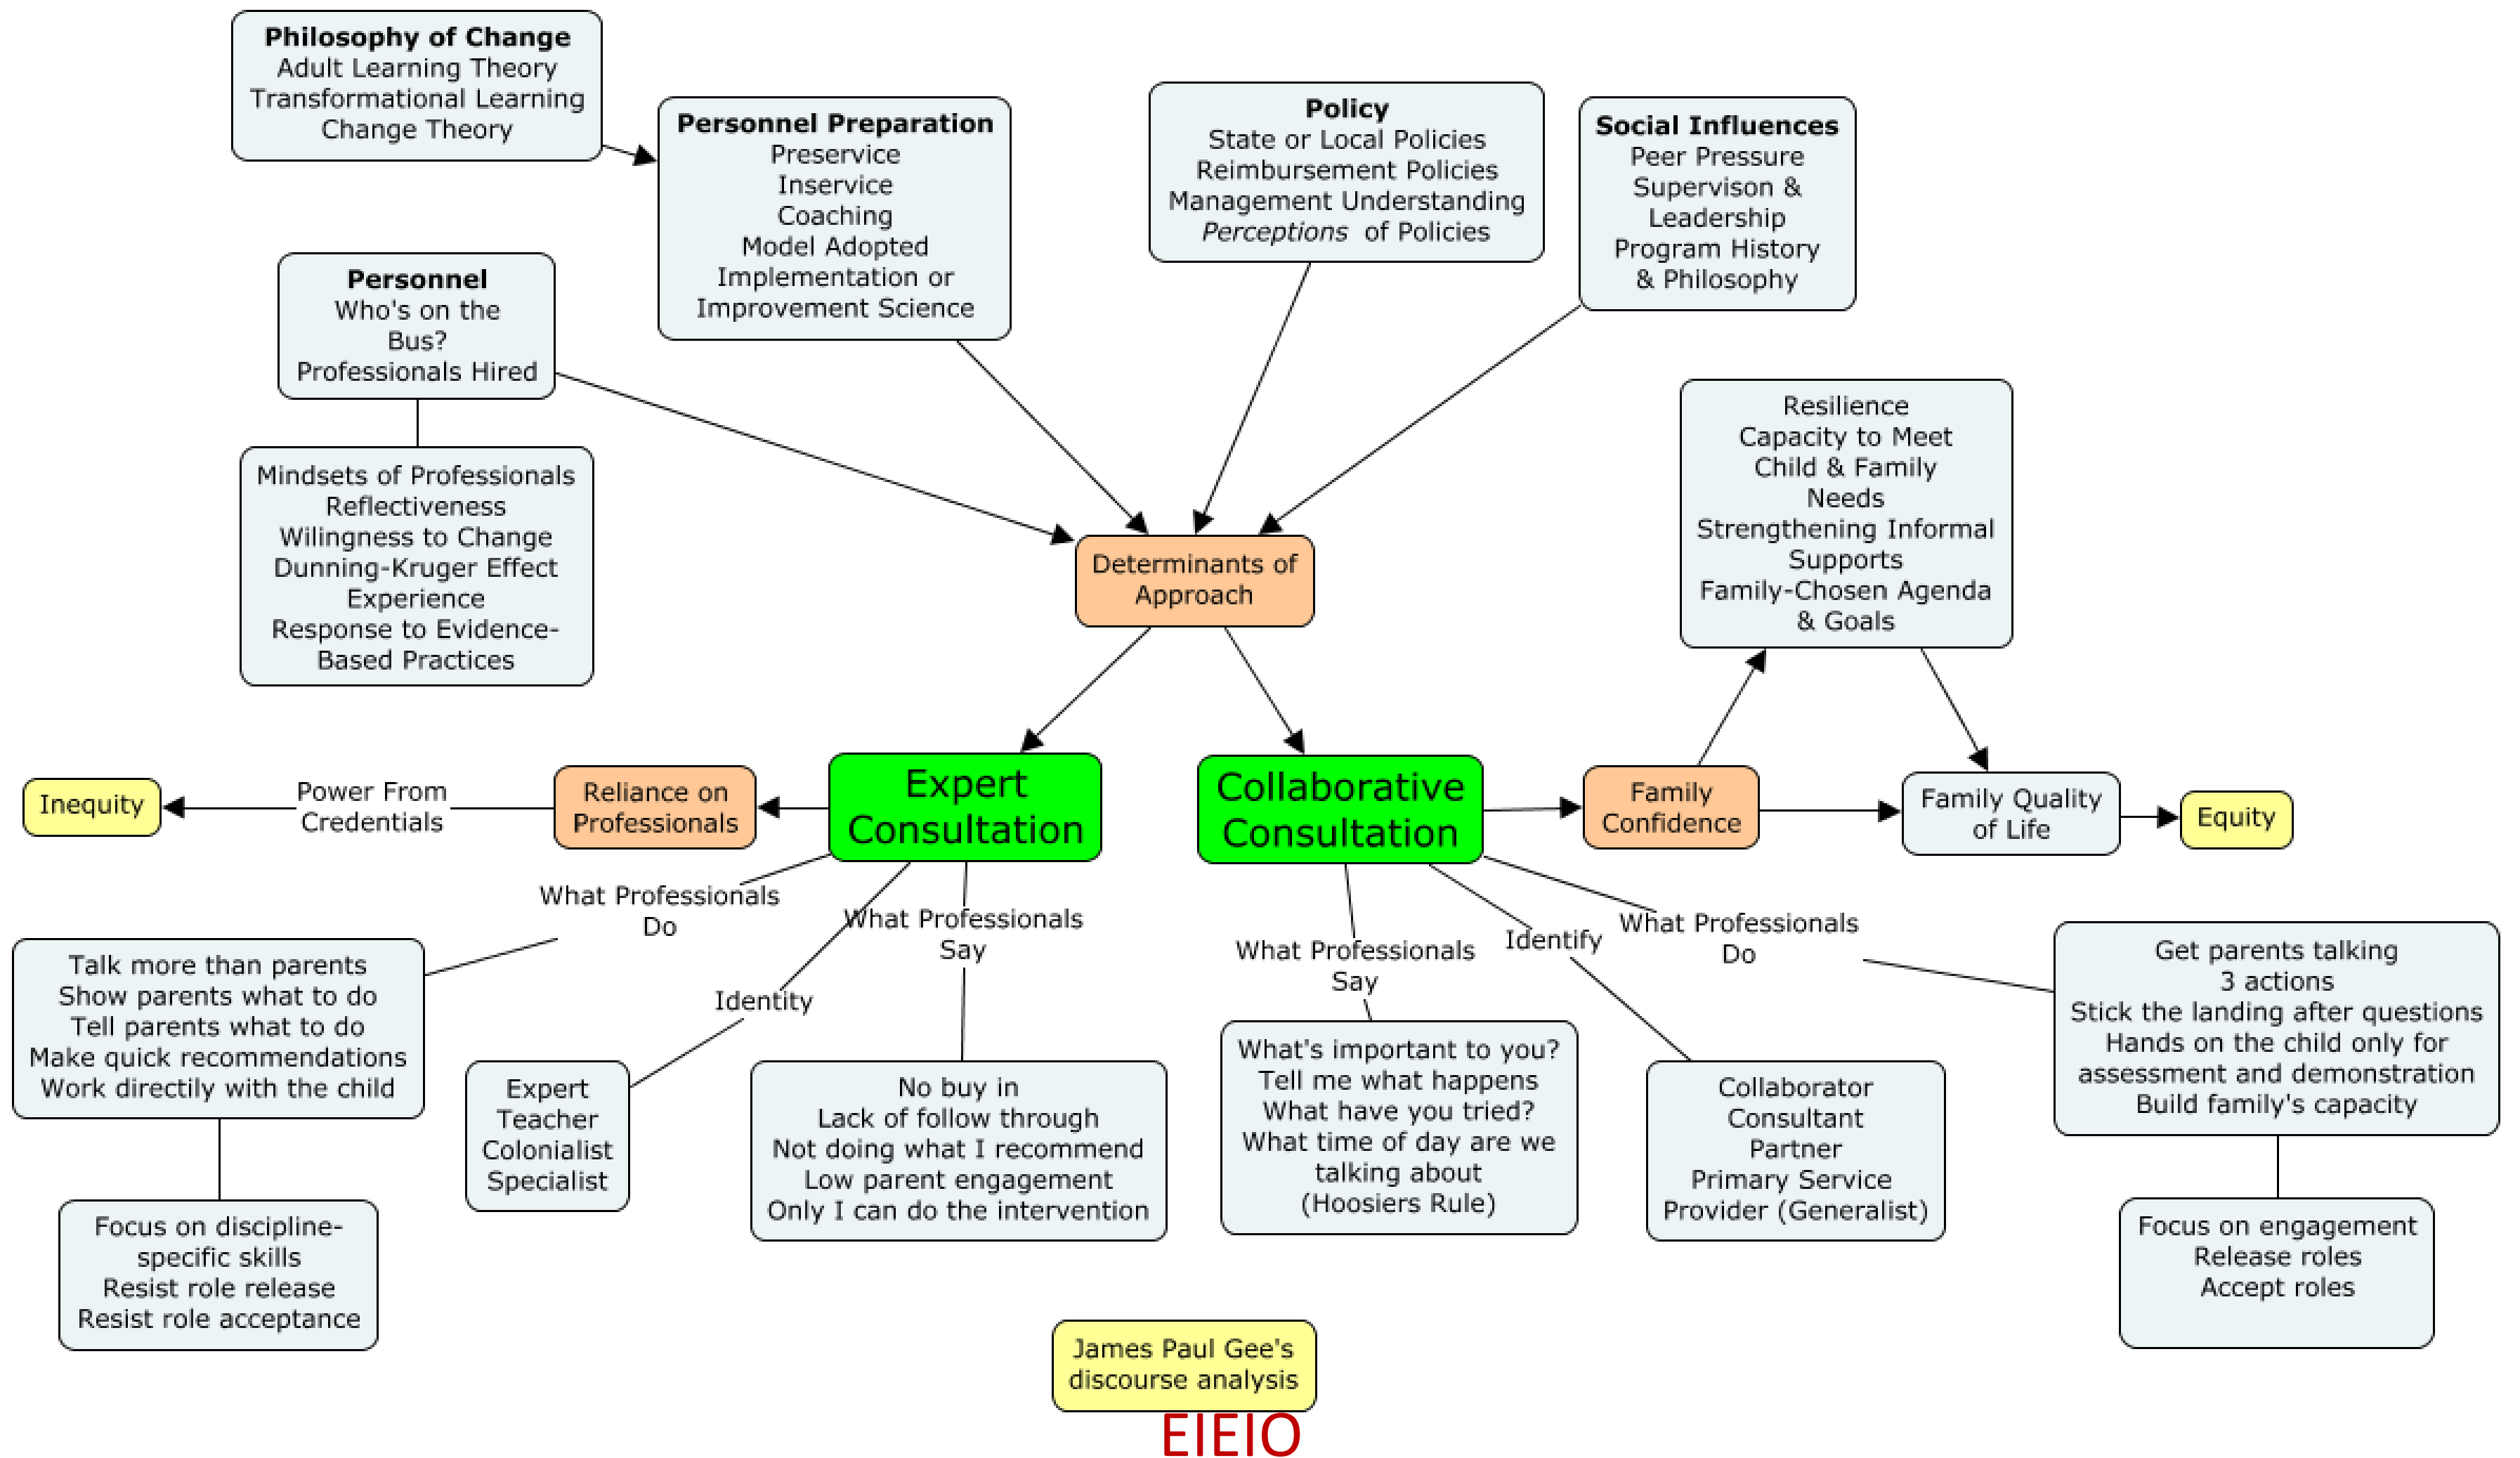 Philosophy of Change
Adult Learning Theory
Transformational Learning
Change Theory
Personnel Preparation
Preservice
Inservice
Coaching
Model Adopted
Implementation or
Improvement Science
Policy
State or Local Policies
Reimbursement Policies
Management Understanding
Perceptions of Policies
Social Influences
Peer Pressure
Supervison &
Leadership
Program History
& Philosophy
Personnel
Who's on the
Bus?
Professionals Hired
Mindsets of Professionals
Reflectiveness
Wilingness to Change
Dunning-Kruger Effect
Experience
Response to Evidence-
Based Practices
Determinants of
Approach
Resilience
Capacity to Meet
Child & Family
Needs
Strengthening Informal
Supports
Family-Chosen Agenda
& Goals
Inequity
Power From
Credentials
Reliance on
Professionals
Expert
Consultation
Collaborative
Consultation
Family
Confidence
Family Quality
of Life
Equity
What Professionals
Do
Identity
What Professionals
Say
What Professionals
Say
Identify
What Professionals
Do
Talk more than parents
Show parents what to do
Tell parents what to do
Make quick recommendations
Work directily with the child
Focus on discipline-
specific skills
Resist role release
Resist role acceptance
Expert
Teacher
Colonialist
Specialist
No buy in
Lack of follow through
Not doing what I recommend
Low parent engagement
Only I can do the intervention
What's important to you?
Tell me what happens
What have you tried?
What time of day are we
talking about
(Hoosiers Rule)
Collaborator
Consultant
Partner
Primary Service
Provider (Generalist)
Get parents talking
3 actions
Stick the landing after questions
Hands on the child only for
assessment and demonstration
Build family's capacity
Focus on engagement
Release roles
Accept roles
James Paul Gee's
discourse analysis
EIEIO